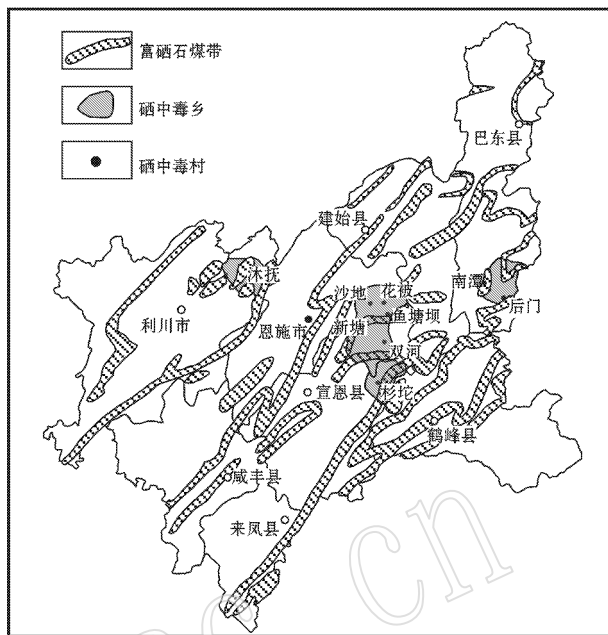 富硒石煤带
硒中毒乡
硒中毒村
巴东县
建始县
沐抚
沙地
花被
南潭
后门
利川市
恩施市
新塘
鱼塘坝
双河
宣恩县
杉坨
鹤峰县
咸丰县
来凤县
cn